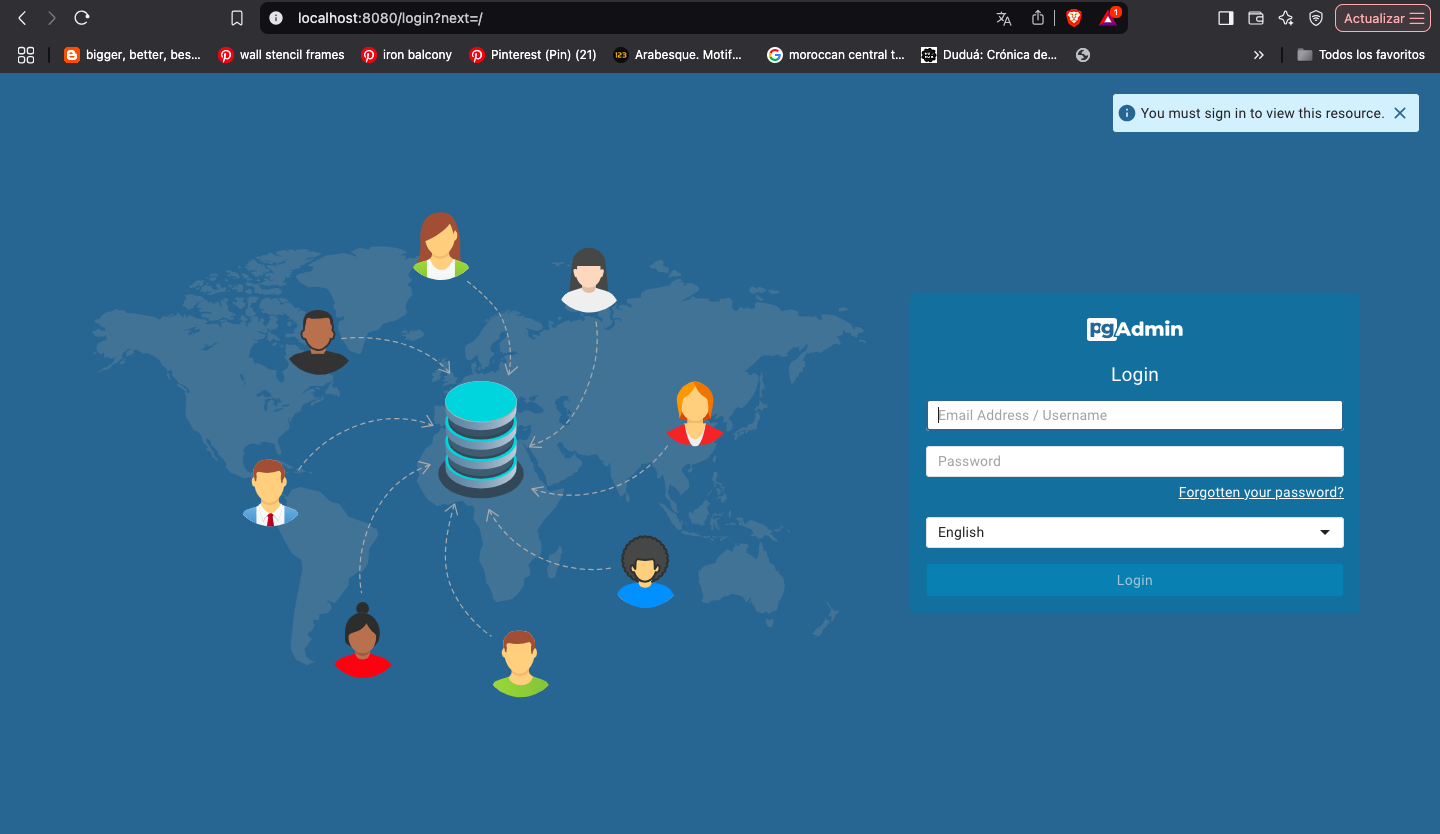 localhost:8080/login?next=/
1
Actualizar
bigger, better, bes...
wall stencil frames
iron balcony
Pinterest (Pin) (21)
123
Arabesque. Motif...
moroccan central t...
Duduá: Crónica de...
»
Todos los favoritos
You must sign in to view this resource.
pgAdmin
Login
Email Address / Username
Password
Forgotten your password?
English
Login